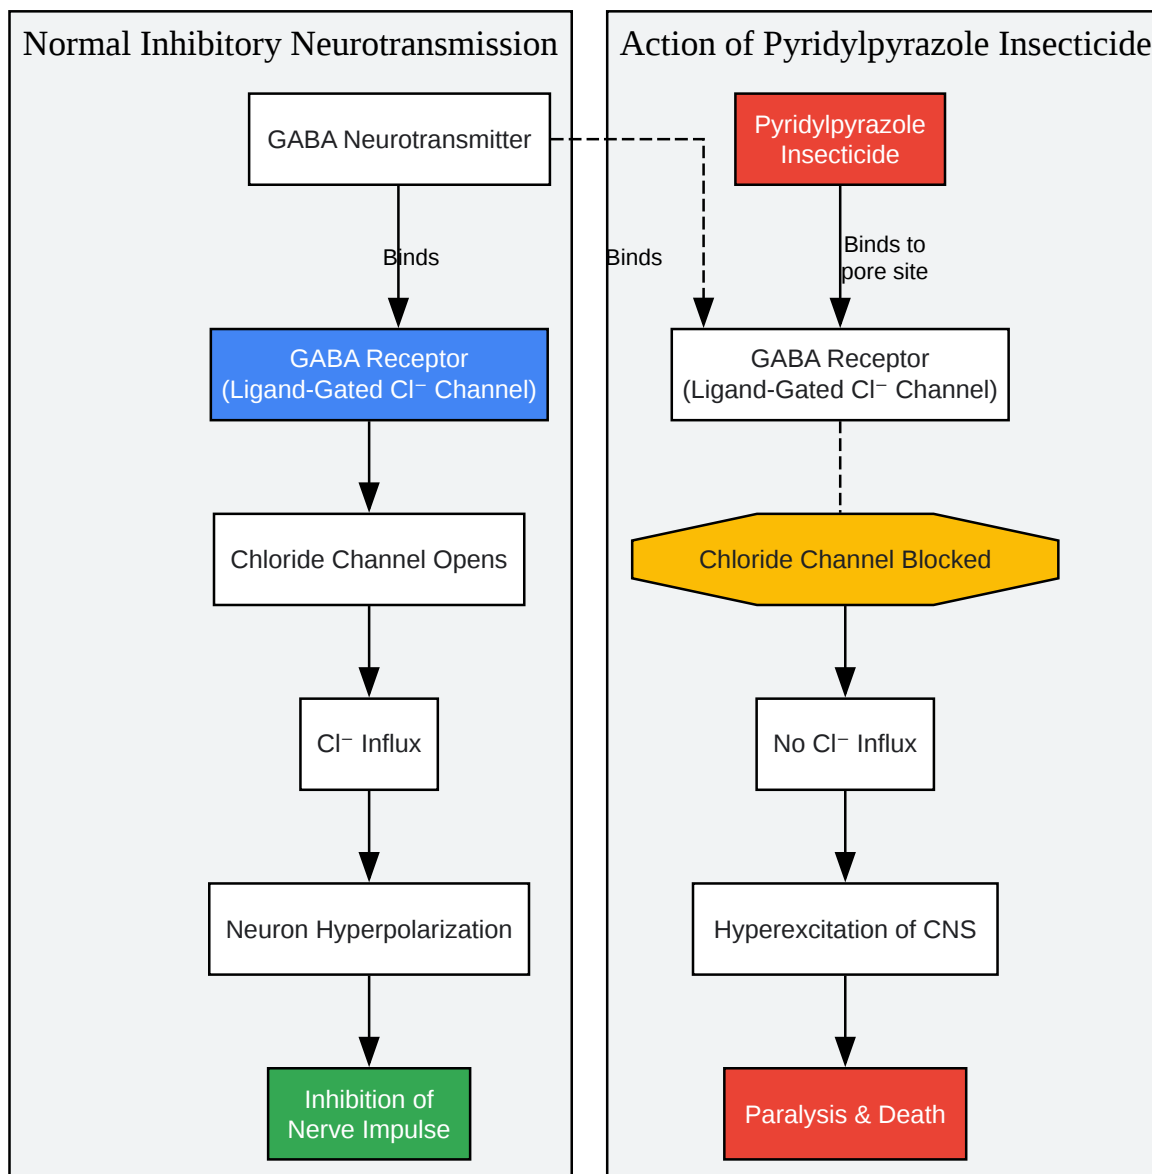 Normal Inhibitory Neurotransmission
GABA Neurotransmitter
Binds
GABA Receptor
(Ligand-Gated Cl⁻ Channel)
Chloride Channel Opens
Cl⁻ Influx
Neuron Hyperpolarization
Inhibition of
Nerve Impulse
Action of Pyridylpyrazole Insecticide
Pyridylpyrazole
Insecticide
Binds
Binds to
pore site
GABA Receptor
(Ligand-Gated Cl⁻ Channel)
Chloride Channel Blocked
No Cl⁻ Influx
Hyperexcitation of CNS
Paralysis & Death